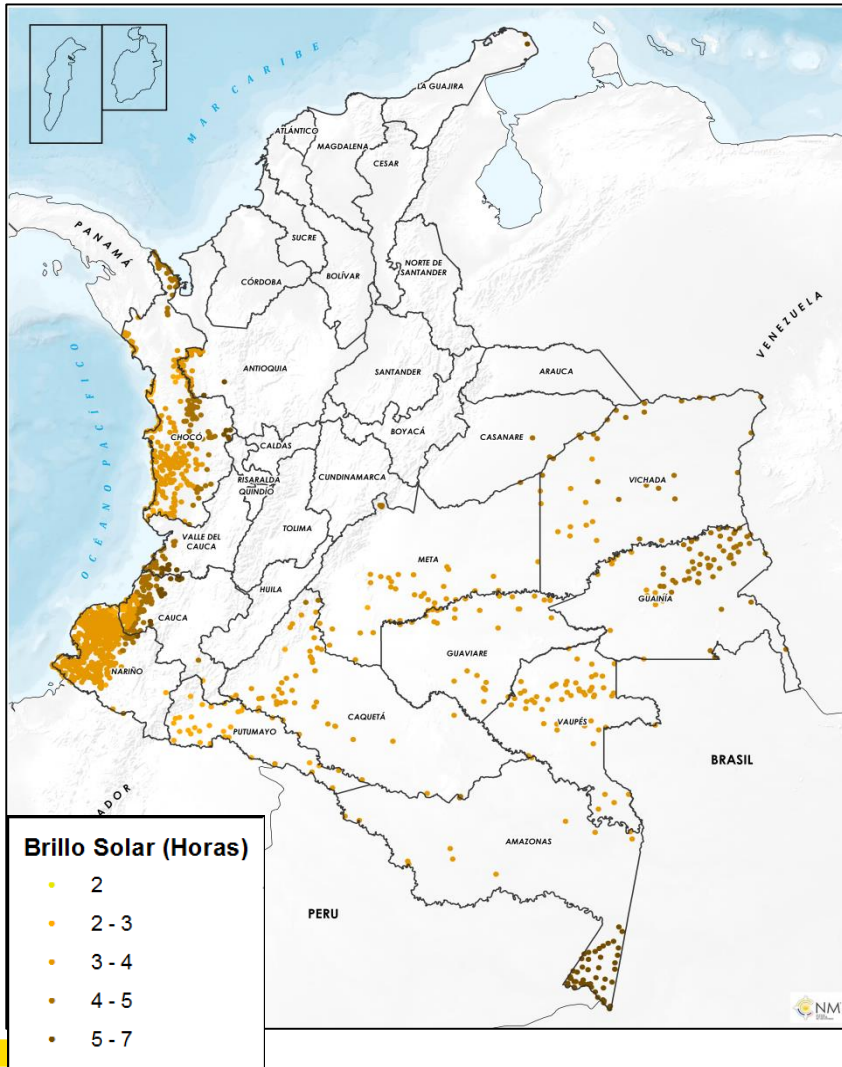 MAR CARIBE
LA GUAJIRA
ATLÁNTICO
MAGDALENA
CESAR
PANAMÁ
SUCRE
NORTE DE
SANTANDER
CÓRDOBA
BOLÍVAR
VENEZUELA
ANTIOQUIA
SANTANDER
ARAUCA
OCÉANO PACÍFICO
CHOCÓ
BOYACÁ
CASANARE
CALDAS
RISARALDA
QUINDÍO
CUNDINAMARCA
VICHADA
TOLIMA
VALLE DEL
CAUCA
META
HUILA
GUAINÍA
CAUCA
GUAVIARE
NARIÑO
CAQUETÁ
VAUPÉS
PUTUMAYO
BRASIL
ADOR
AMAZONAS
PERU
Brillo Solar (Horas)
2
2 - 3
3 - 4
4 - 5
5 - 7
NM